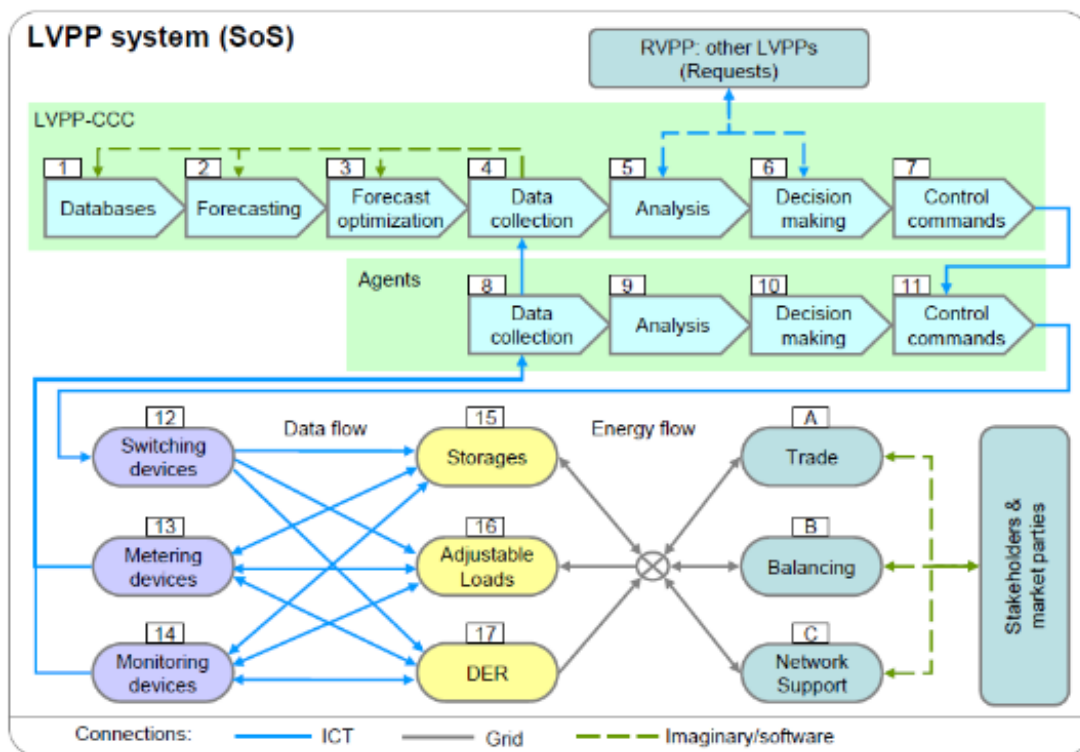 LVPP system (SoS)
RVPP: other LVPPs
(Requests)
LVPP-CCC
1
2
3
4
5
6
7
Databases
Forecasting
Forecast
optimization
Data
collection
Analysis
Decision
making
Control
commands
Agents
8
9
10
11
Data
collection
Analysis
Decision
making
Control
commands
12
Switching
devices
Data flow
15
Storages
Energy flow
A
Trade
13
Metering
devices
16
Adjustable
Loads
B
Balancing
14
Monitoring
devices
17
DER
C
Network
Support
Stakeholders &
market parties
Connections:
ICT
Grid
Imaginary/software